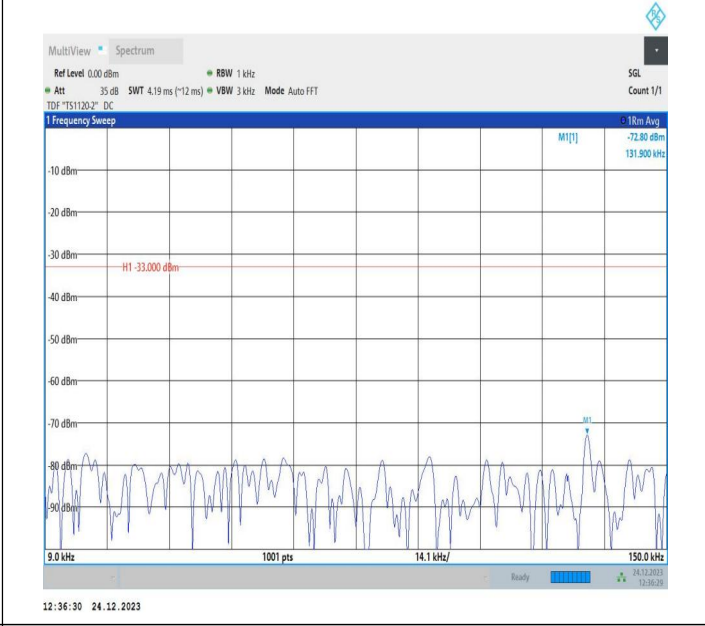 R&S
MultiView Spectrum
Ref Level 0.00 dBm RBW 1 kHz SGL
Att 35 dB SWT 4.19 ms (~12 ms) VBW 3 kHz Mode Auto FFT Count 1/1
TDF "TS1120-2" DC
1 Frequency Sweep 1Rm Avg
M1[1] -72.80 dBm
131.900 kHz
-10 dBm
-20 dBm
-30 dBm
H1 -33.000 dBm
-40 dBm
-50 dBm
-60 dBm
-70 dBm
M1
-80 dBm
-90 dBm
9.0 kHz 1001 pts 14.1 kHz/ 150.0 kHz
Ready 24.12.2023
12:36:29
12:36:30 24.12.2023